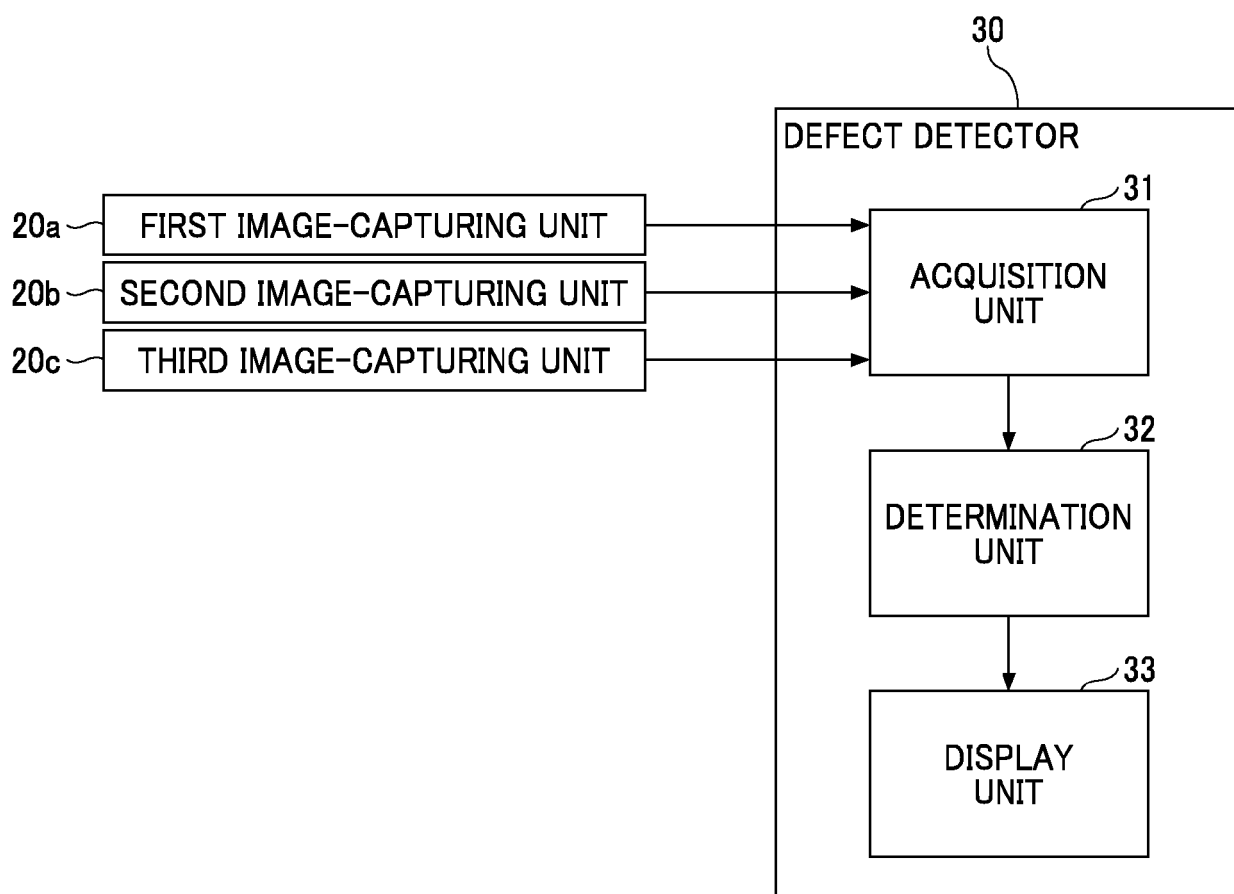 30
DEFECT DETECTOR
31
20a
FIRST IMAGE-CAPTURING UNIT
20b
SECOND IMAGE-CAPTURING UNIT
20c
THIRD IMAGE-CAPTURING UNIT
ACQUISITION
UNIT
32
DETERMINATION
UNIT
33
DISPLAY
UNIT